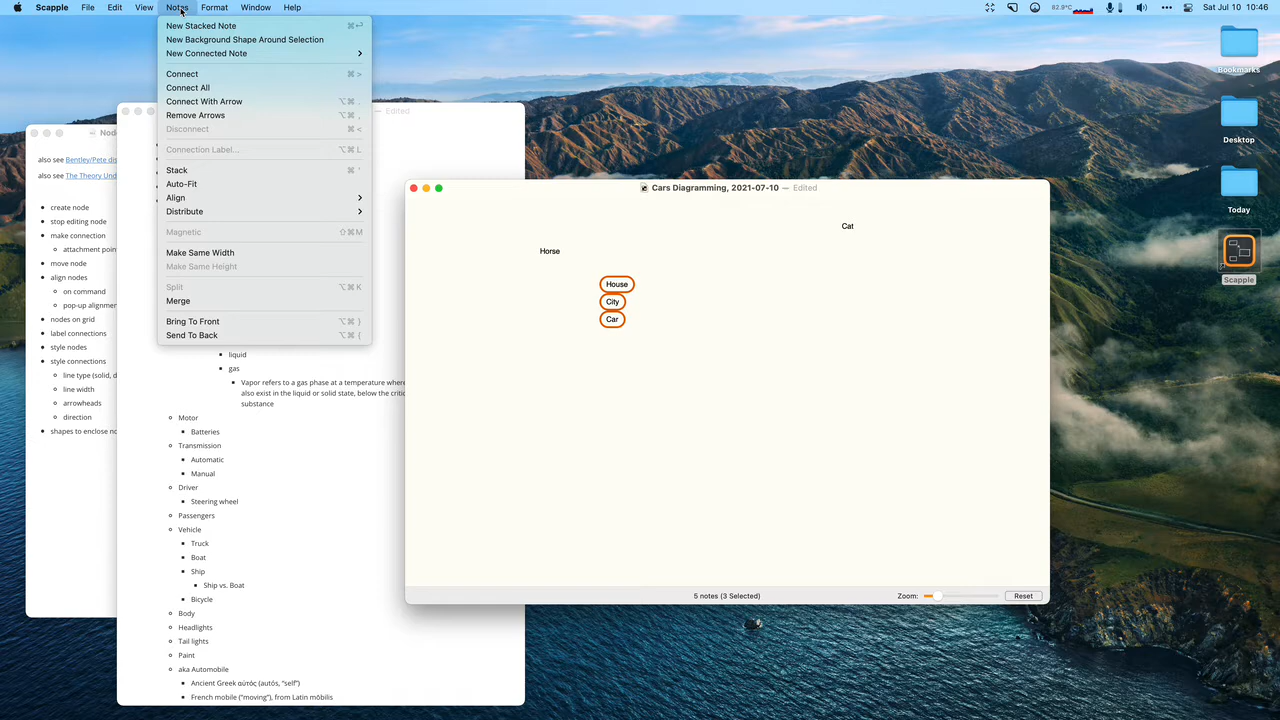 Scapple File Edit View Notes Format Window Help
82.9°C
Sat Jul 10 10:46
New Stacked Note ⌘⏎
New Background Shape Around Selection
New Connected Note >
Connect ⌘ >
Connect All
Connect With Arrow ⌥⌘ .
Remove Arrows ⌥⌘ ,
Disconnect ⌘ <
Connection Label... ⌥⌘ L
Stack ⌘ '
Auto-Fit
Align >
Distribute >
Magnetic ⇧⌘M
Make Same Width
Make Same Height
Split ⌥⌘K
Merge
Bring To Front ⌥⌘ }
Send To Back ⌥⌘ {
also see Bentley/Pete
also see The Theory
create node
stop editing node
make connection
move node
align nodes
on command
nodes on grid
label connections
style nodes
style connections
line type (solid,
line width
arrowheads
direction
shapes to enclose
— Edited
liquid
gas
Vapor refers to a gas phase at a temperature where
also exist in the liquid or solid state, below the
substance
Motor
Batteries
Transmission
Automatic
Manual
Driver
Steering wheel
Passengers
Vehicle
Truck
Boat
Ship
Ship vs. Boat
Bicycle
Body
Headlights
Tail lights
Paint
aka Automobile
Ancient Greek αὐτός (autós, “self”)
French mobile (“moving”), from Latin mōbilis
Cars Diagramming, 2021-07-10 — Edited
Cat
Horse
House
City
Car
5 notes (3 Selected)
Zoom:
Reset
Bookmarks
Desktop
Today
Scapple